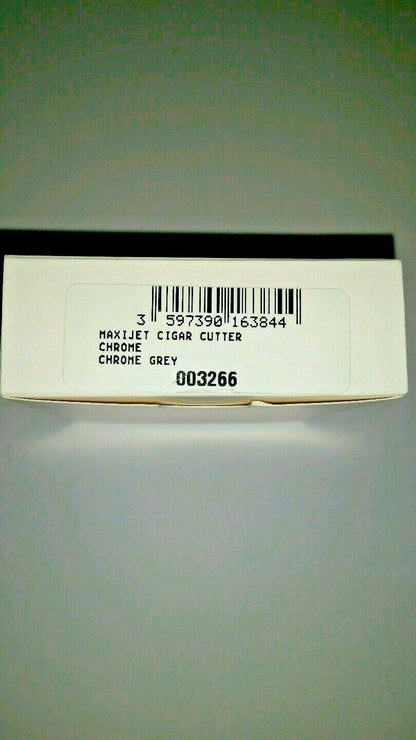 3 597390 163844
MAXIJET CIGAR CUTTER
CHROME
CHROME GREY
003266